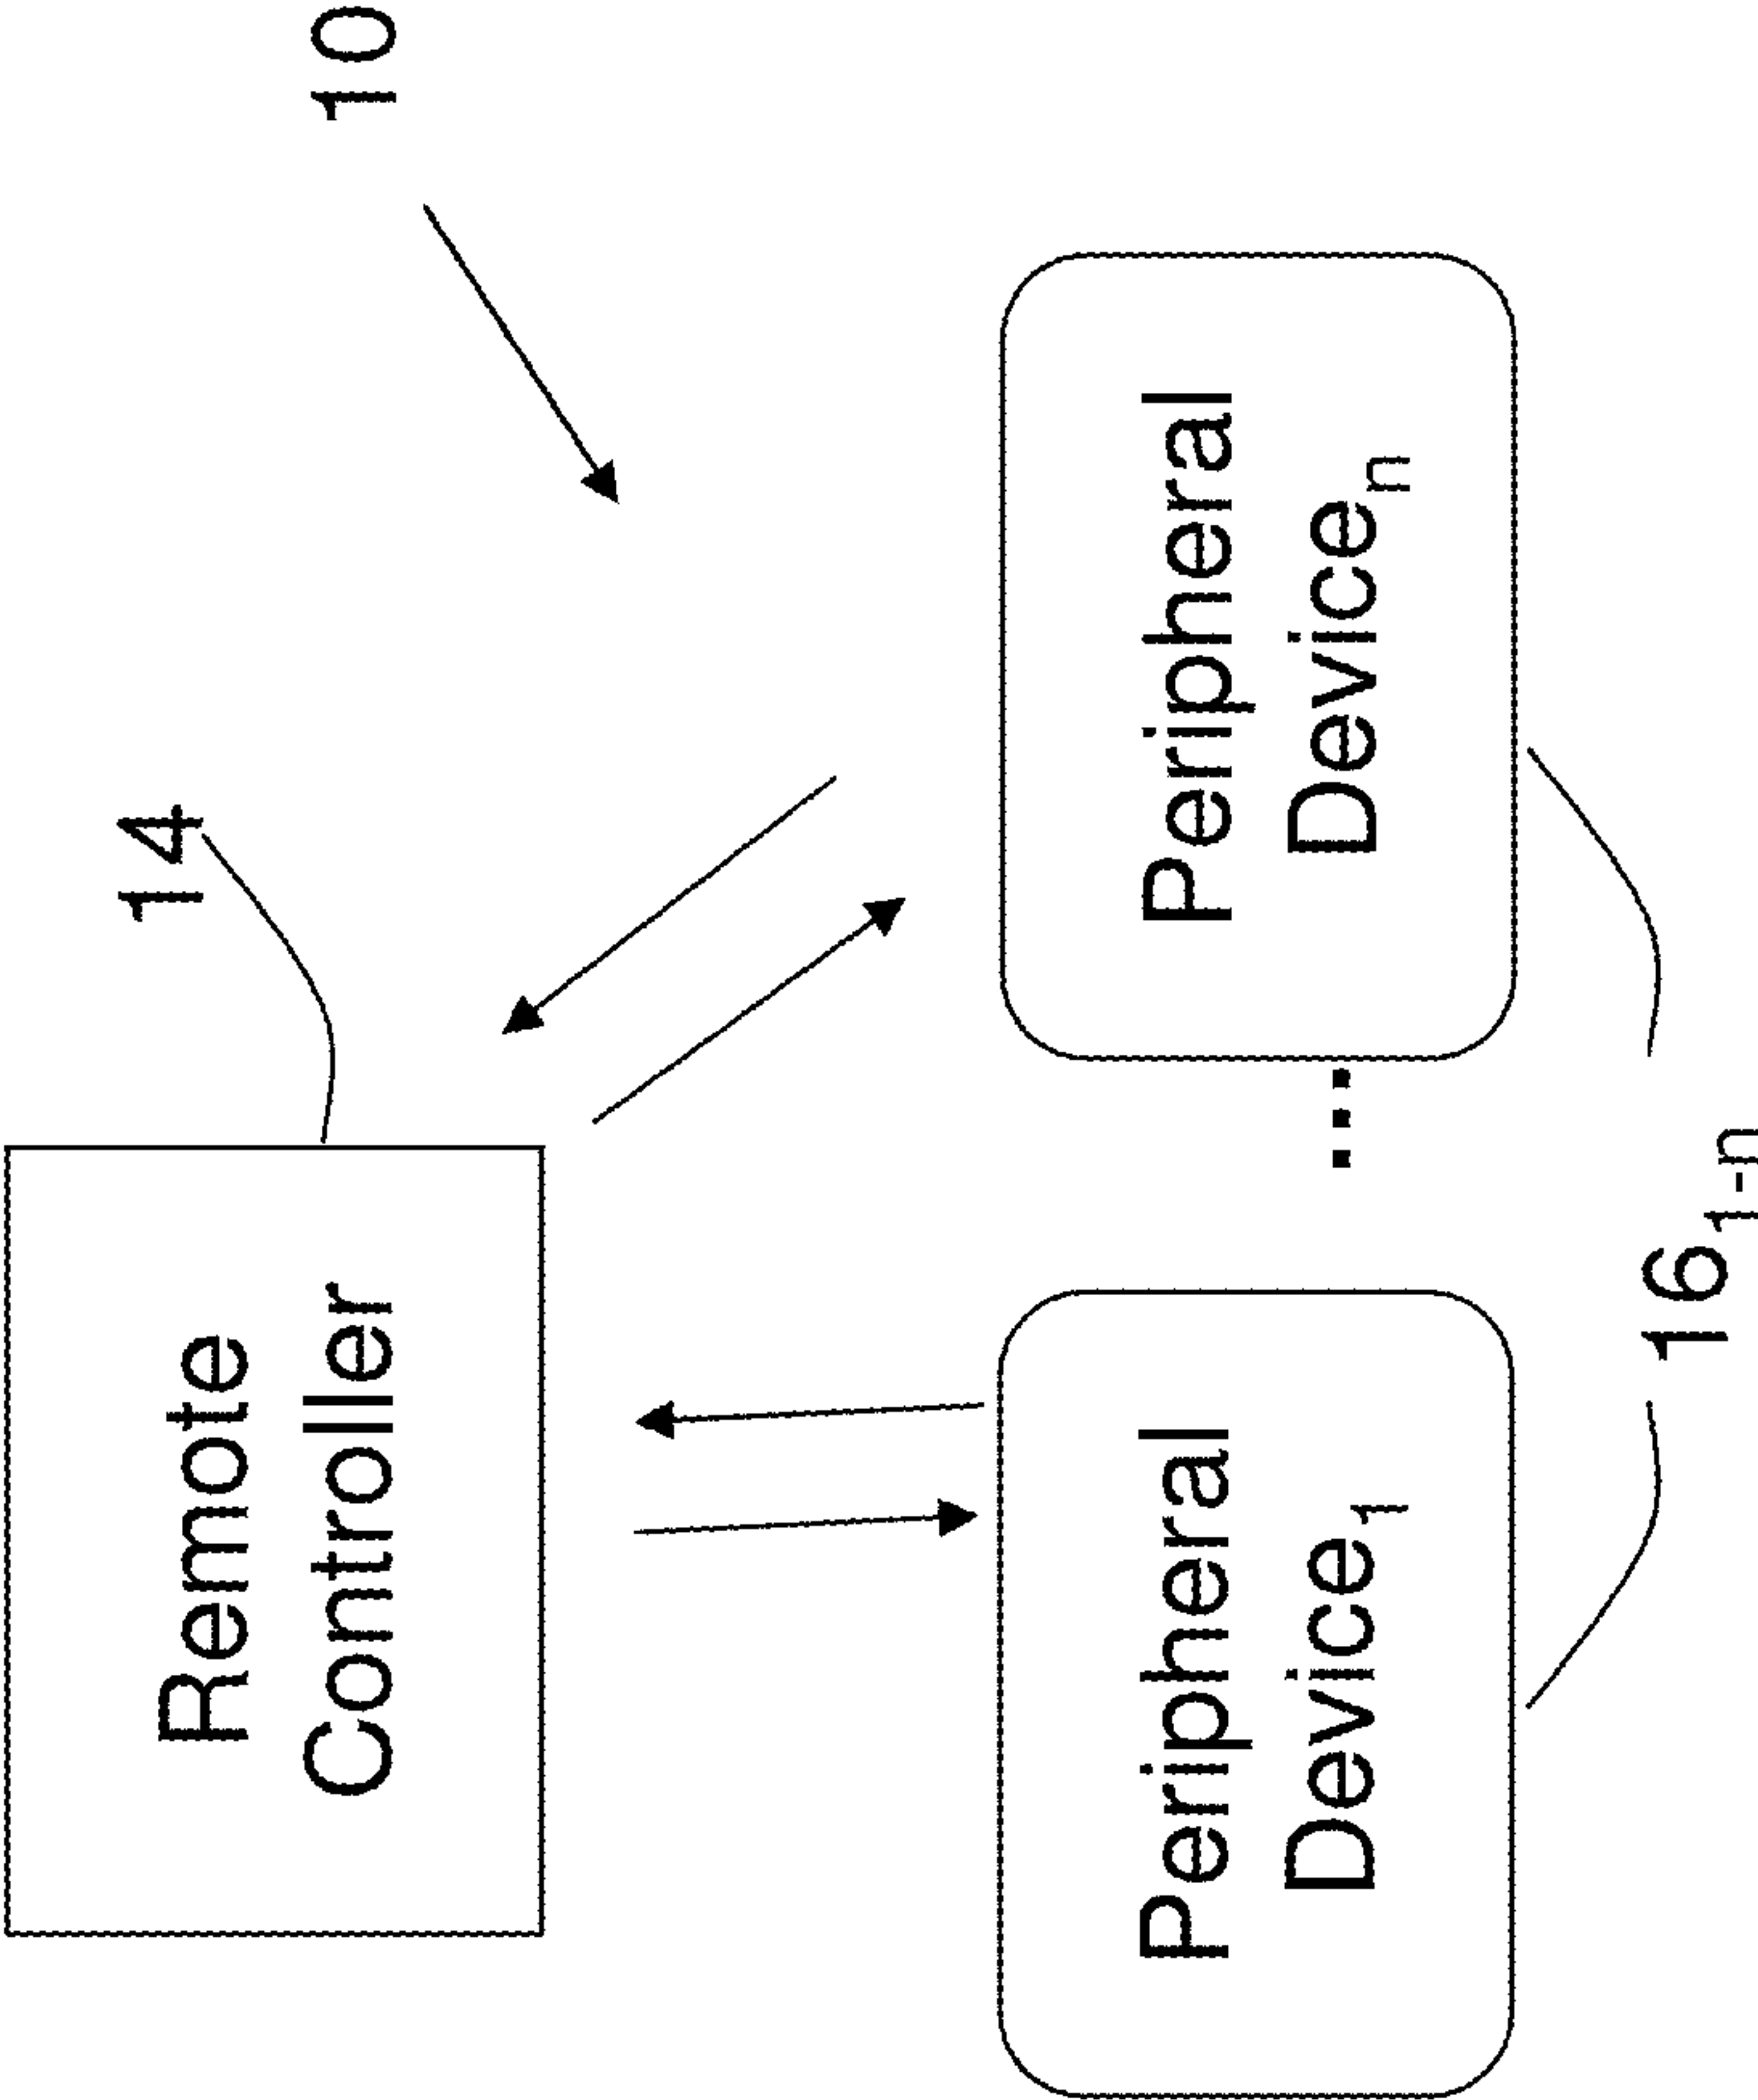 10
14
Remote
Controller
Peripheral
Device1
...
Peripheral
Devicen
161-n